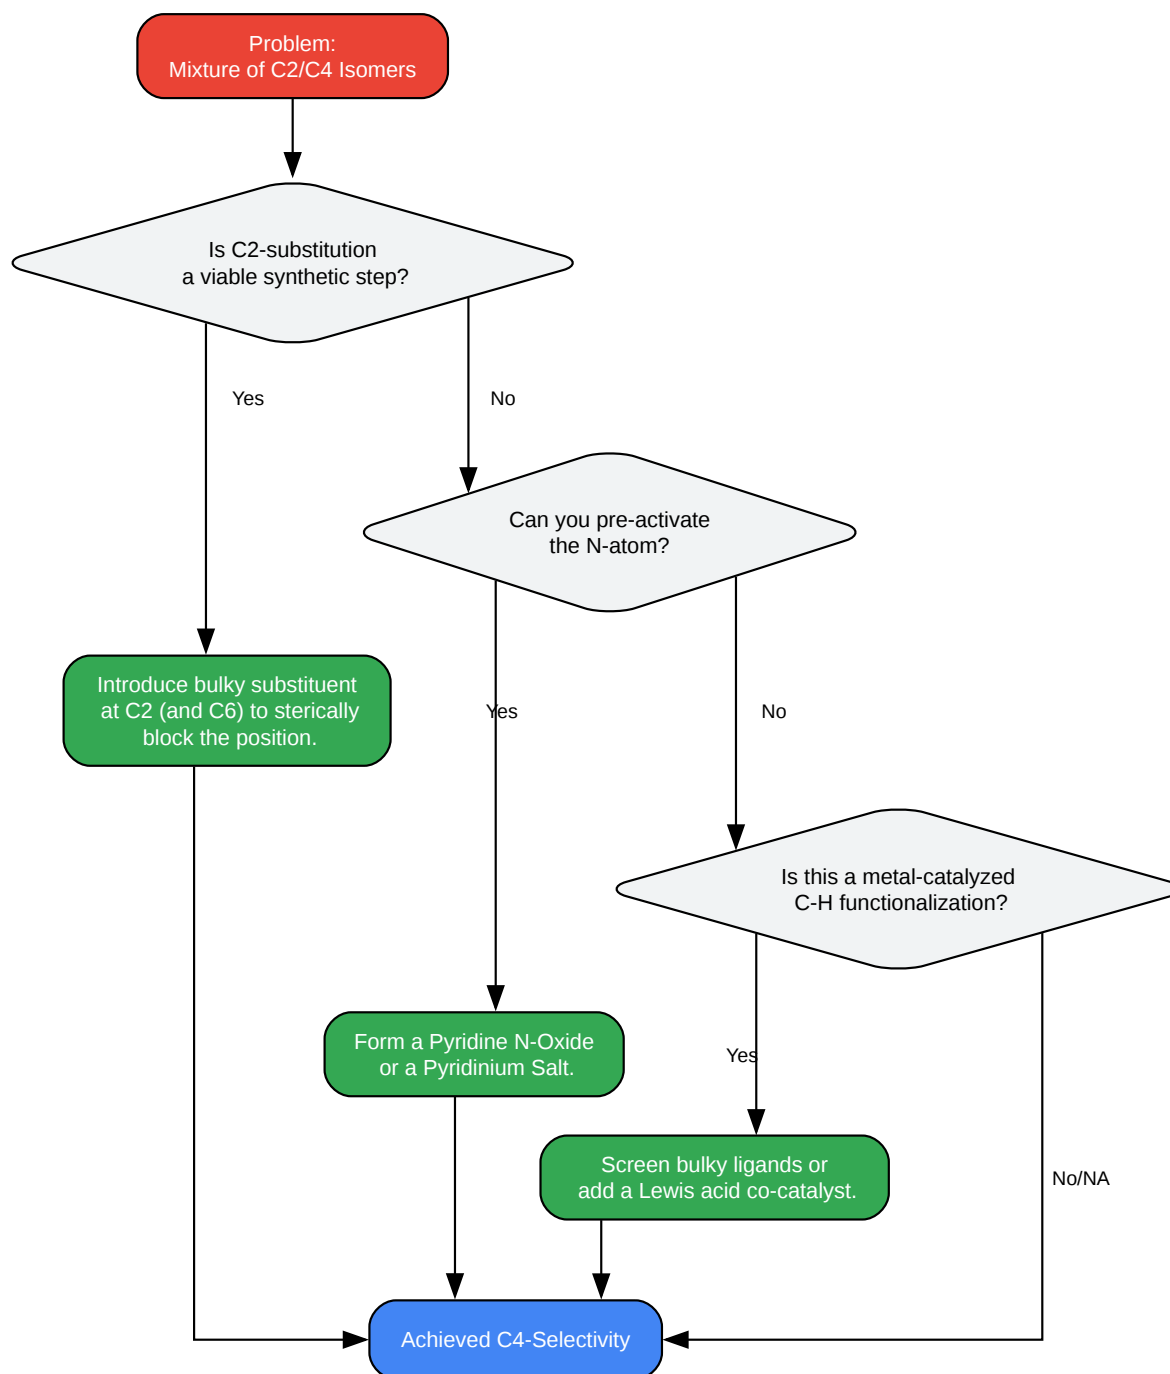 Problem:
Mixture of C2/C4 Isomers
Is C2-substitution
a viable synthetic step?
Yes
No
Can you pre-activate
the N-atom?
Introduce bulky substituent
at C2 (and C6) to sterically
block the position.
Yes
No
Is this a metal-catalyzed
C-H functionalization?
Form a Pyridine N-Oxide
or a Pyridinium Salt.
Yes
Screen bulky ligands or
add a Lewis acid co-catalyst.
No/NA
Achieved C4-Selectivity